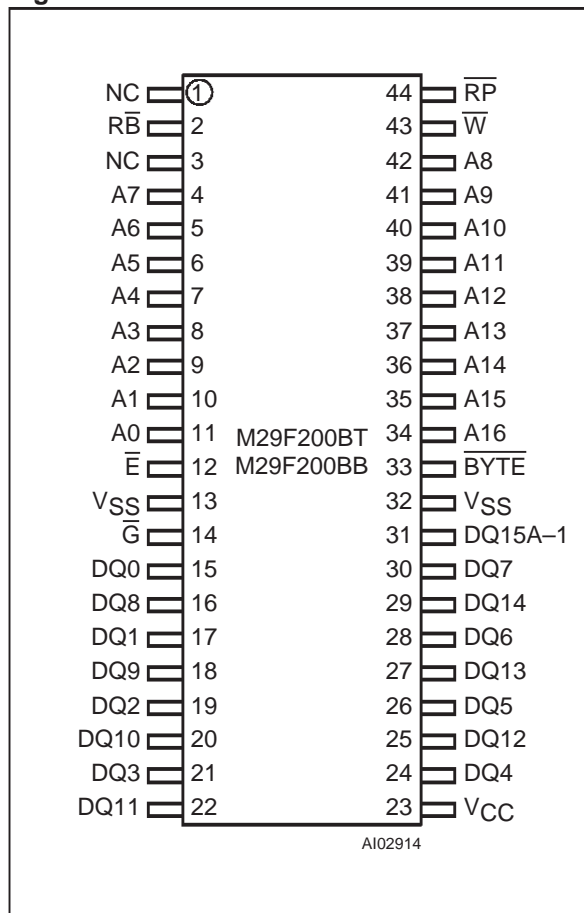 NC 1 44 R̅P̅
RB̅ 2 43 W̅
NC 3 42 A8
A7 4 41 A9
A6 5 40 A10
A5 6 39 A11
A4 7 38 A12
A3 8 37 A13
A2 9 36 A14
A1 10 35 A15
A0 11 M29F200BT 34 A16
E̅ 12 M29F200BB 33 B̅Y̅T̅E̅
VSS 13 32 VSS
G̅ 14 31 DQ15A–1
DQ0 15 30 DQ7
DQ8 16 29 DQ14
DQ1 17 28 DQ6
DQ9 18 27 DQ13
DQ2 19 26 DQ5
DQ10 20 25 DQ12
DQ3 21 24 DQ4
DQ11 22 23 VCC
AI02914